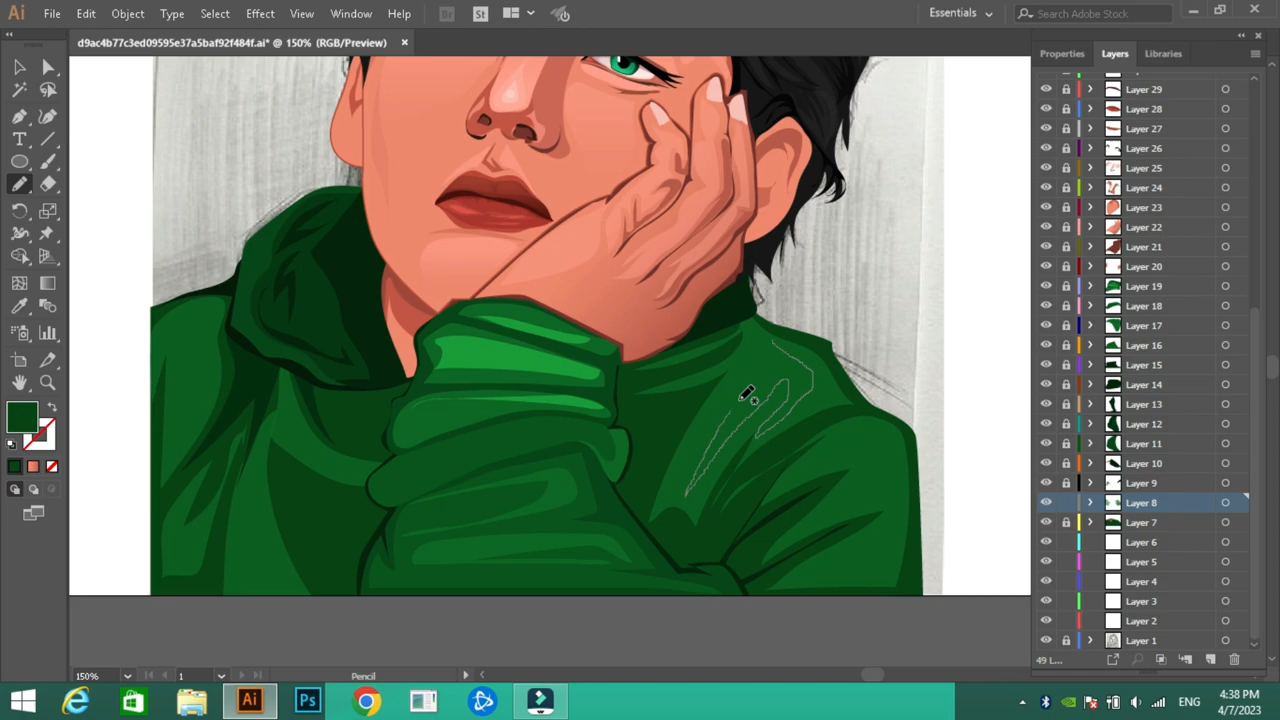 Ai File Edit Object Type Select Effect View Window Help Br St Essentials Search Adobe Stock
d9ac4b77c3ed09595e37a5baf92f484f.ai* @ 150% (RGB/Preview)
Properties Layers Libraries
Layer 29
Layer 28
Layer 27
Layer 26
Layer 25
Layer 24
Layer 23
Layer 22
Layer 21
Layer 20
Layer 19
Layer 18
Layer 17
Layer 16
Layer 15
Layer 14
Layer 13
Layer 12
Layer 11
Layer 10
Layer 9
Layer 8
Layer 7
Layer 6
Layer 5
Layer 4
Layer 3
Layer 2
Layer 1
49 L...
150% 1 Pencil
Ai Ps ENG
4:38 PM
4/7/2023